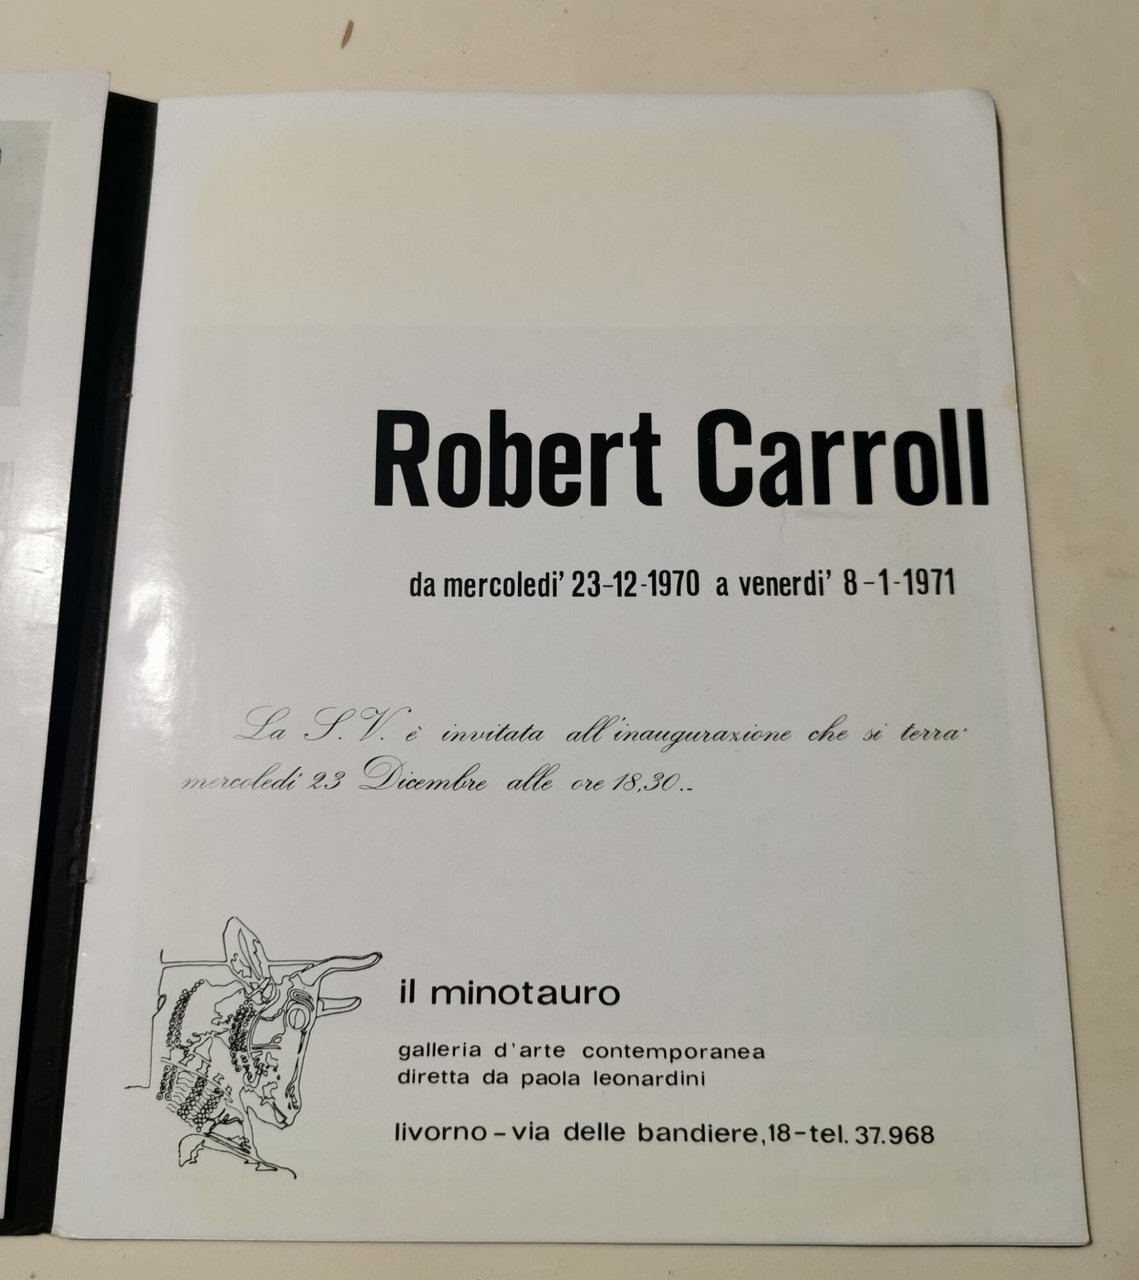 Robert Carroll
da mercoledi' 23-12-1970 a venerdi' 8-1-1971
La S.V. è invitata all'inaugurazione che si terra'
mercoledi' 23 Dicembre alle ore 18,30..
il minotauro
galleria d'arte contemporanea
diretta da paola leonardini
livorno - via delle bandiere, 18 - tel. 37.968